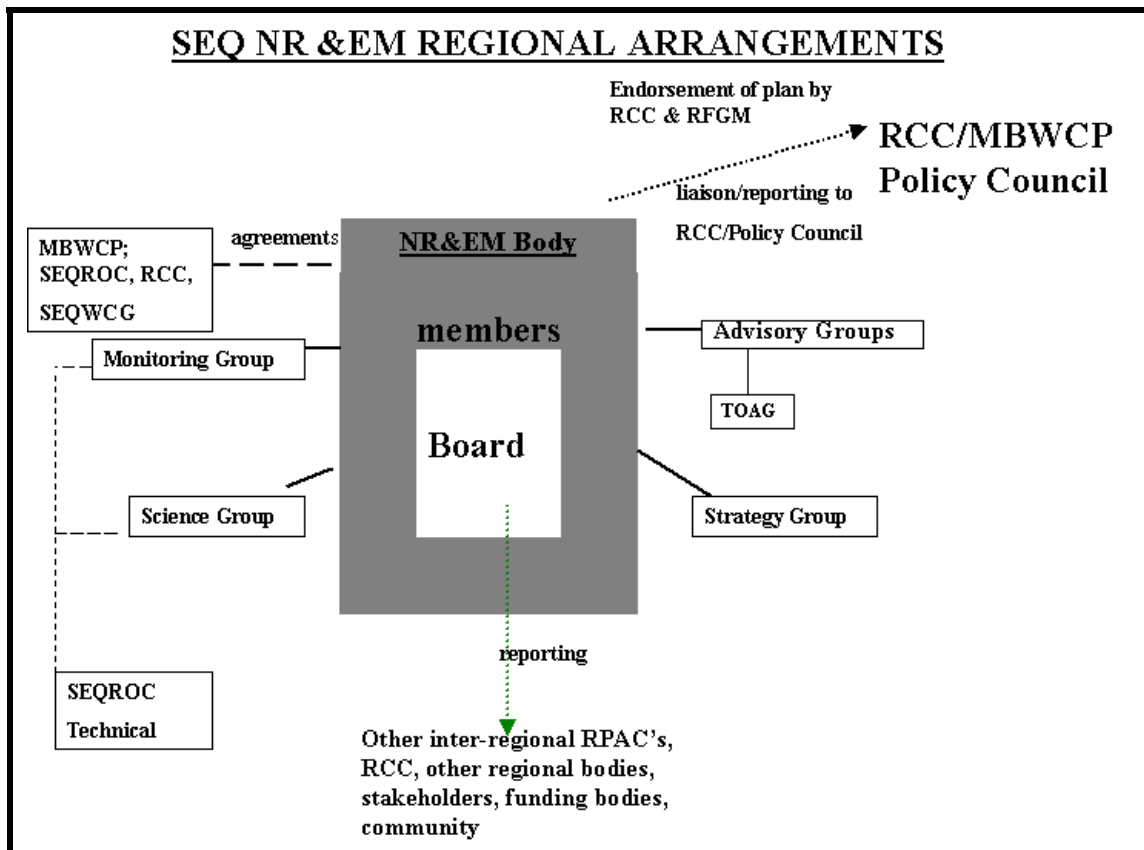 SEQ NR &EM REGIONAL ARRANGEMENTS
Endorsement of plan by
RCC & RFGM
RCC/MBWCP
Policy Council
liaison/reporting to
RCC/Policy Council
MBWCP;
SEQROC, RCC,
SEQWCG
agreements
NR&EM Body
members
Board
Monitoring Group
Advisory Groups
TOAG
Science Group
Strategy Group
SEQROC
Technical
reporting
Other inter-regional RPAC's,
RCC, other regional bodies,
stakeholders, funding bodies,
community